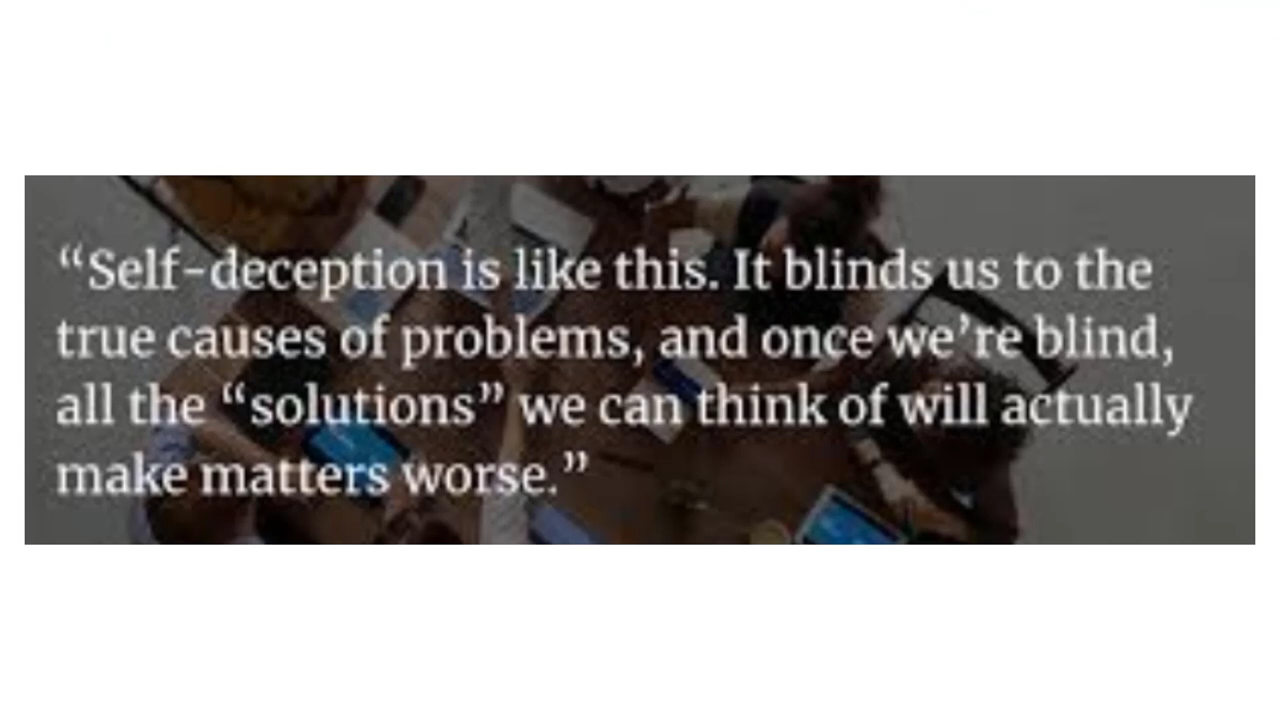 “Self-deception is like this. It blinds us to the
true causes of problems, and once we’re blind,
all the “solutions” we can think of will actually
make matters worse.”